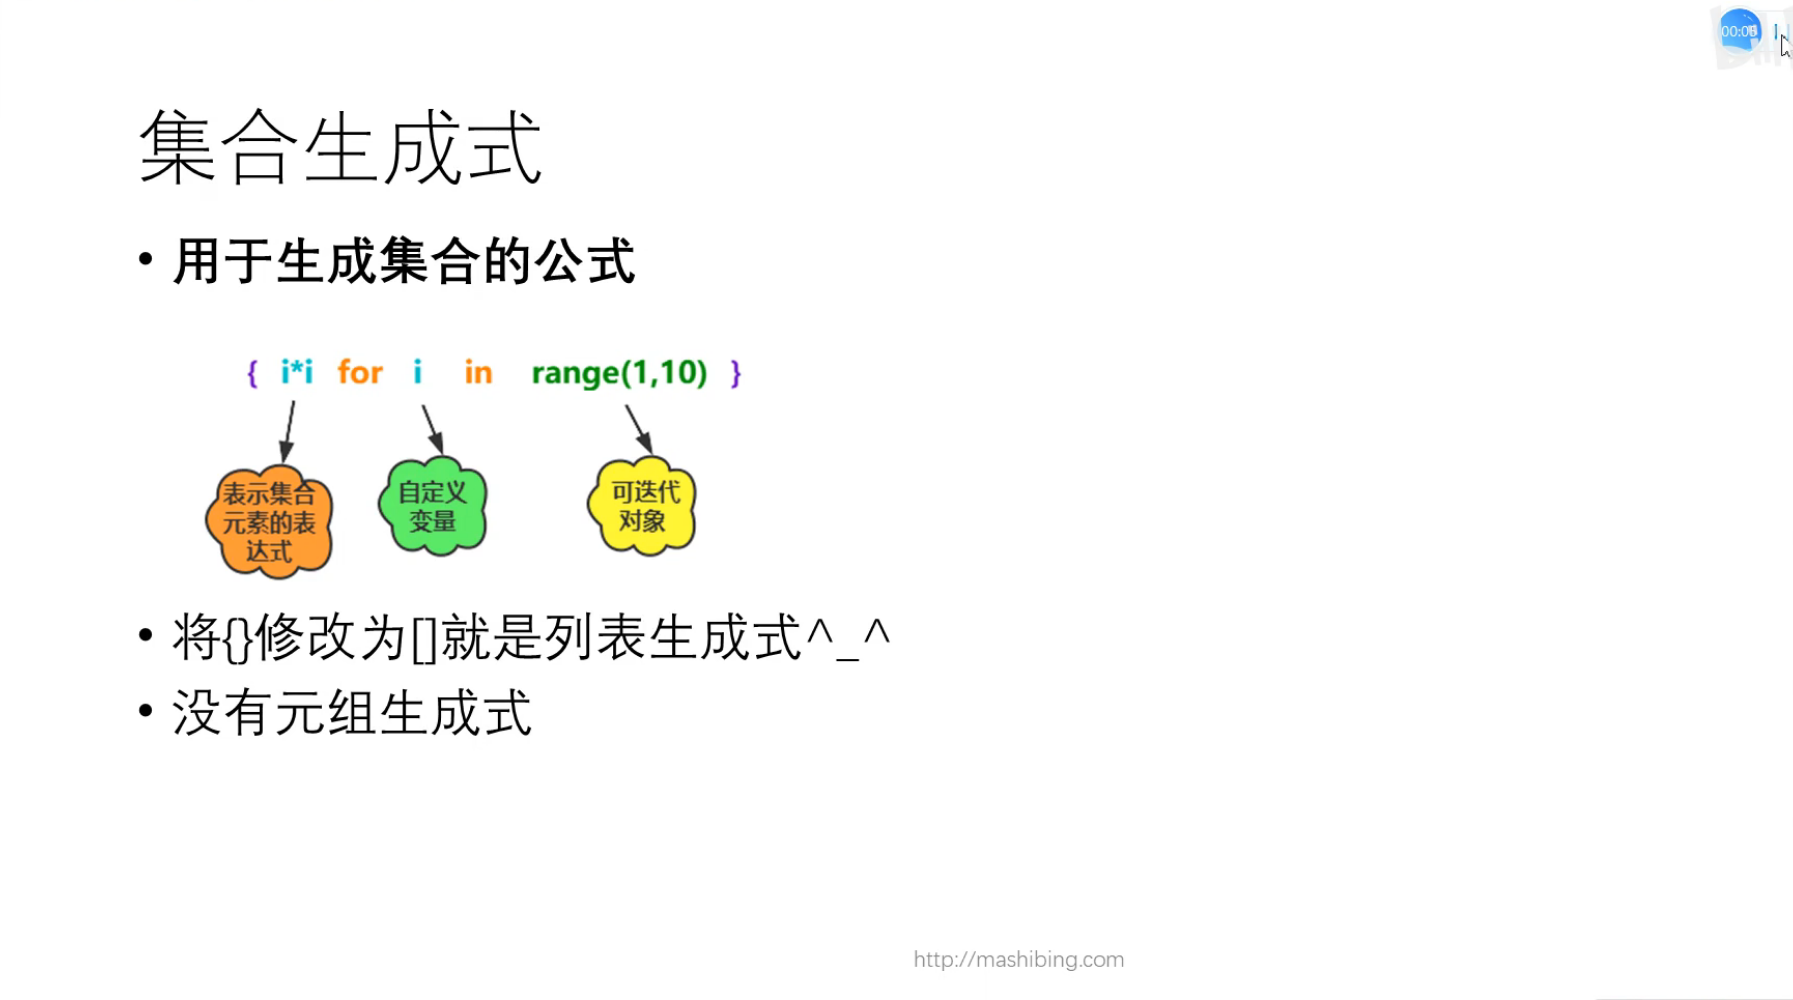 集合生成式
• 用于生成集合的公式
{ i*i for i in range(1,10) }
表示集合
元素的表
达式
自定义
变量
可迭代
对象
• 将{}修改为[]就是列表生成式^_^
• 没有元组生成式
http://mashibing.com